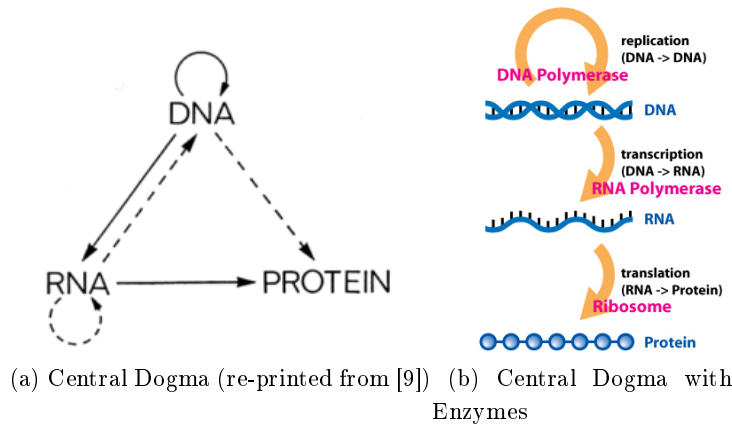 DNA
RNA
PROTEIN
(a) Central Dogma (re-printed from [9])
replication
(DNA -> DNA)
DNA Polymerase
DNA
transcription
(DNA -> RNA)
RNA Polymerase
RNA
translation
(RNA -> Protein)
Ribosome
Protein
(b) Central Dogma with
Enzymes